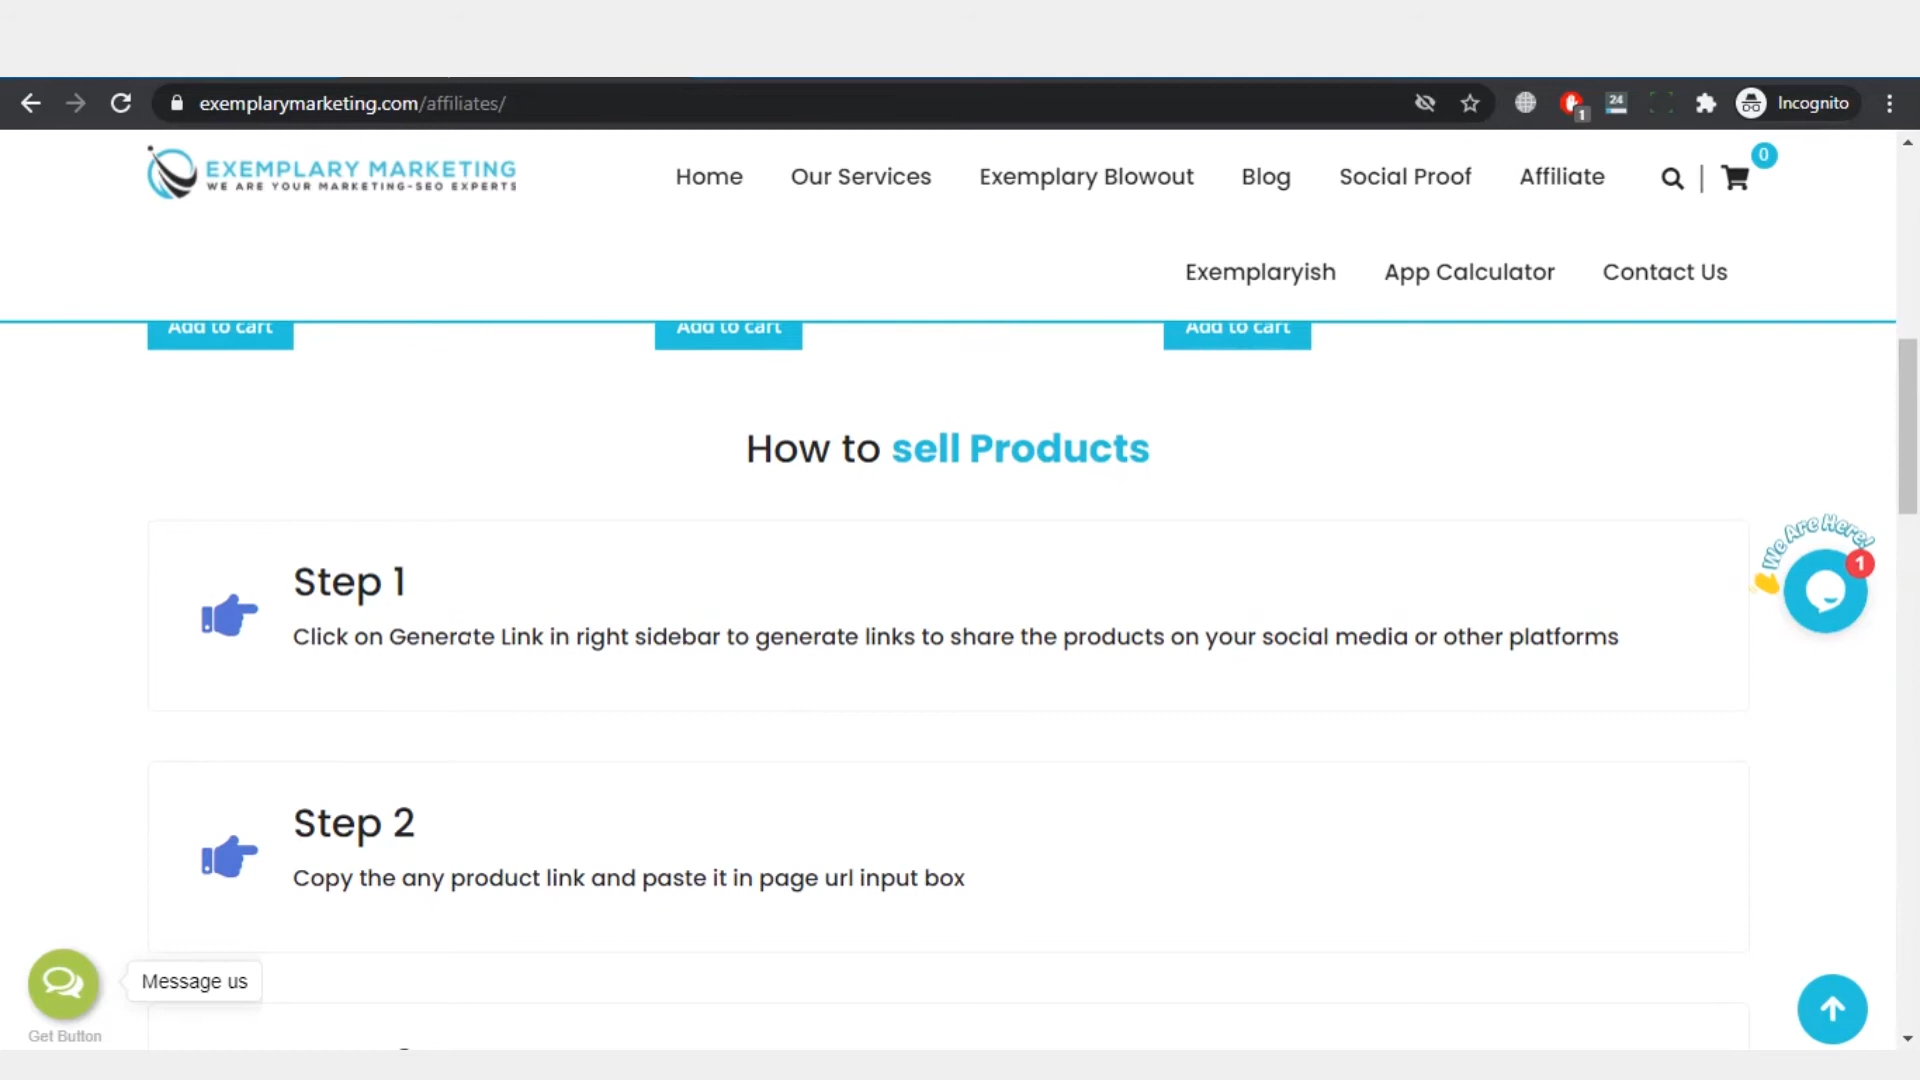 exemplarymarketing.com/affiliates/
1
24
Incognito
EXEMPLARY MARKETING
WE ARE YOUR MARKETING-SEO EXPERTS
Home
Our Services
Exemplary Blowout
Blog
Social Proof
Affiliate
0
Exemplaryish
App Calculator
Contact Us
Add to cart
Add to cart
Add to cart
How to sell Products
We Are Here!
1
Step 1
Click on Generate Link in right sidebar to generate links to share the products on your social media or other platforms
Step 2
Copy the any product link and paste it in page url input box
Message us
Get Button